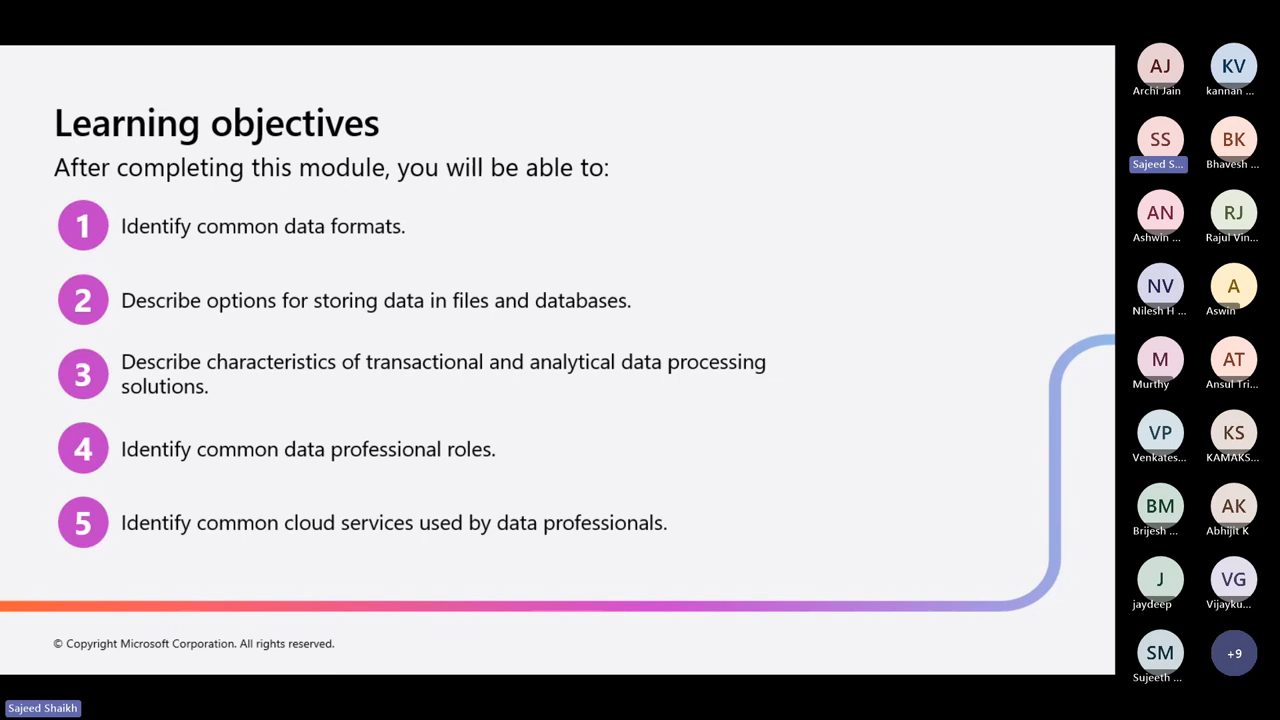 Learning objectives
After completing this module, you will be able to:
1 Identify common data formats.
2 Describe options for storing data in files and databases.
3 Describe characteristics of transactional and analytical data processing
solutions.
4 Identify common data professional roles.
5 Identify common cloud services used by data professionals.
© Copyright Microsoft Corporation. All rights reserved.
Sajeed Shaikh
AJ KV
Archi Jain kannan ...
SS BK
Sajeed S... Bhavesh ...
AN RJ
Ashwin ... Rajul Vin...
NV A
Nilesh H ... Aswin
M AT
Murthy Ansul Tri...
VP KS
Venkates... KAMAKS...
BM AK
Brijesh ... Abhijit K
J VG
jaydeep Vijayku...
SM +9
Sujeeth ...